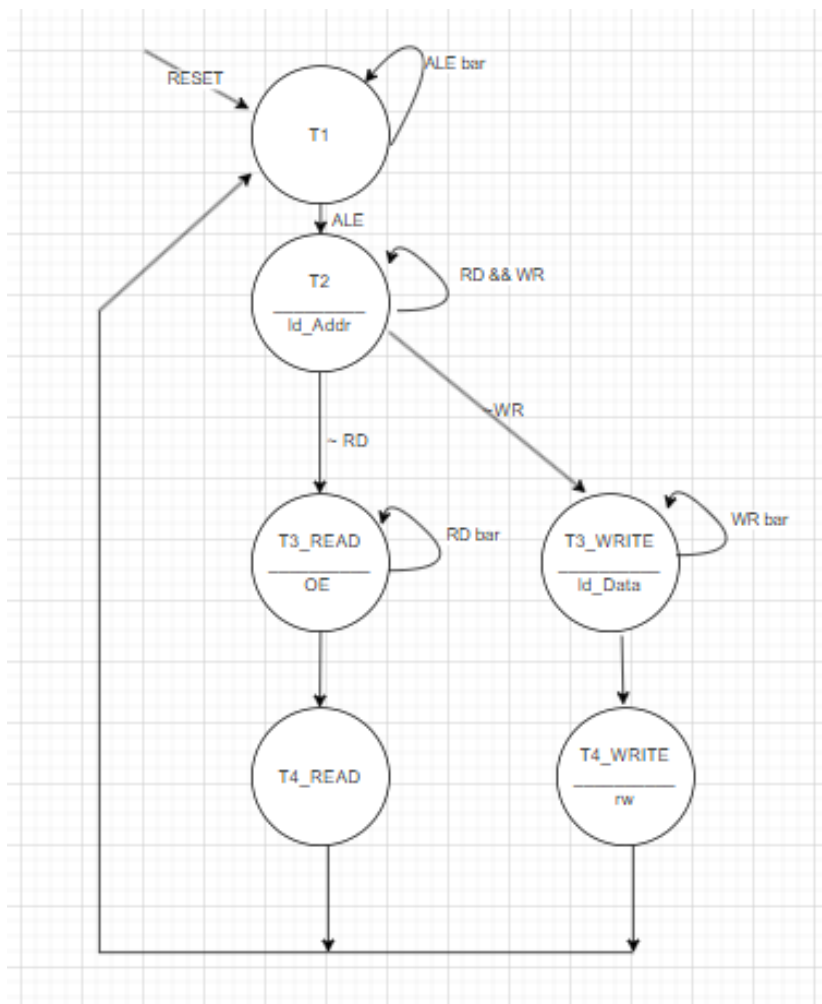 RESET
ALE bar
T1
ALE
T2
ld_Addr
RD && WR
~WR
~ RD
T3_READ
OE
RD bar
T3_WRITE
ld_Data
WR bar
T4_READ
T4_WRITE
rw